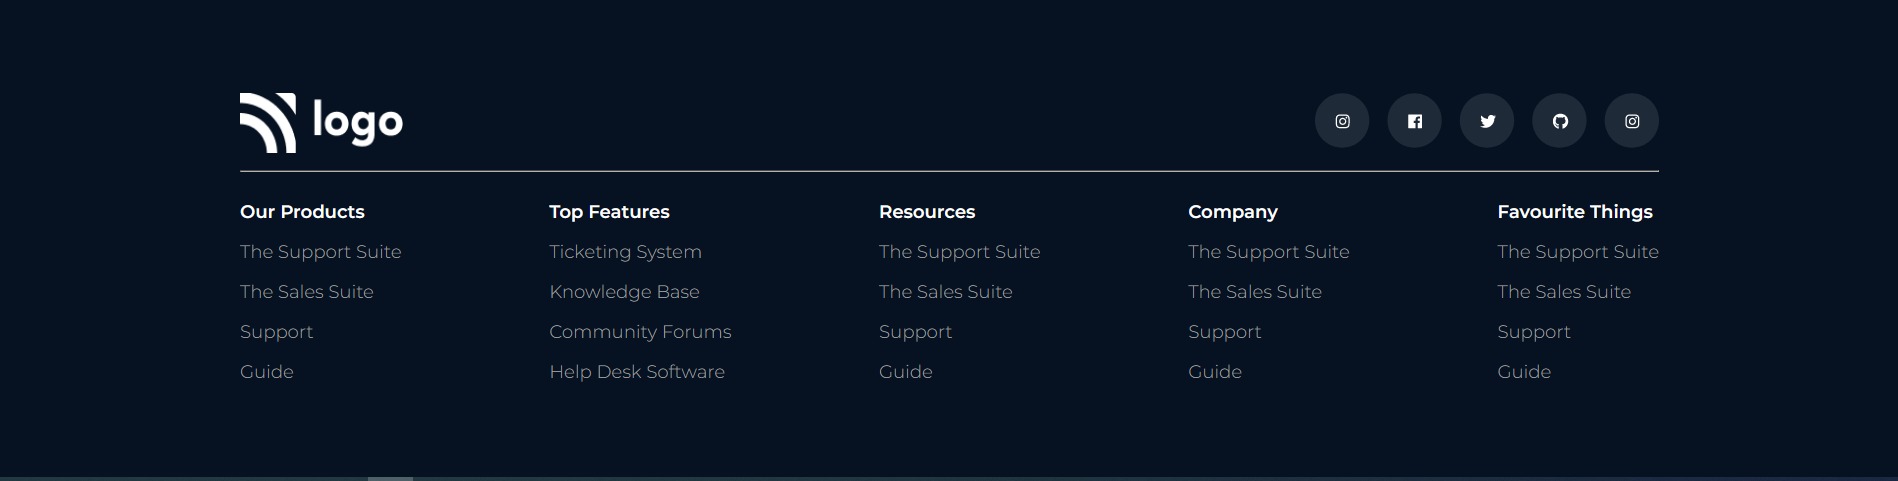 logo
Our Products
The Support Suite
The Sales Suite
Support
Guide
Top Features
Ticketing System
Knowledge Base
Community Forums
Help Desk Software
Resources
The Support Suite
The Sales Suite
Support
Guide
Company
The Support Suite
The Sales Suite
Support
Guide
Favourite Things
The Support Suite
The Sales Suite
Support
Guide